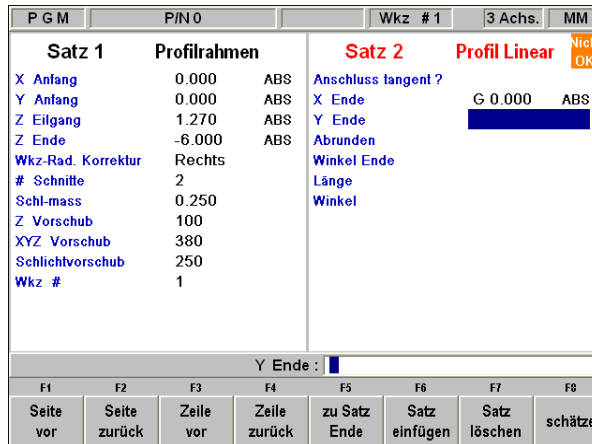 PGM P/N 0 Wkz # 1 3 Achs. MM
Satz 1 Profilrahmen
X Anfang 0.000 ABS
Y Anfang 0.000 ABS
Z Eilgang 1.270 ABS
Z Ende -6.000 ABS
Wkz-Rad. Korrektur Rechts
# Schnitte 2
Schl-mass 0.250
Z Vorschub 100
XYZ Vorschub 380
Schlichtvorschub 250
Wkz # 1
Satz 2 Profil Linear
OK
Anschluss tangent ?
X Ende G 0.000 ABS
Y Ende
Abrunden
Winkel Ende
Länge
Winkel
Y Ende :
F1 F2 F3 F4 F5 F6 F7 F8
Seite vor
Seite zurück
Zeile vor
Zeile zurück
zu Satz Ende
Satz einfügen
Satz löschen
schätze